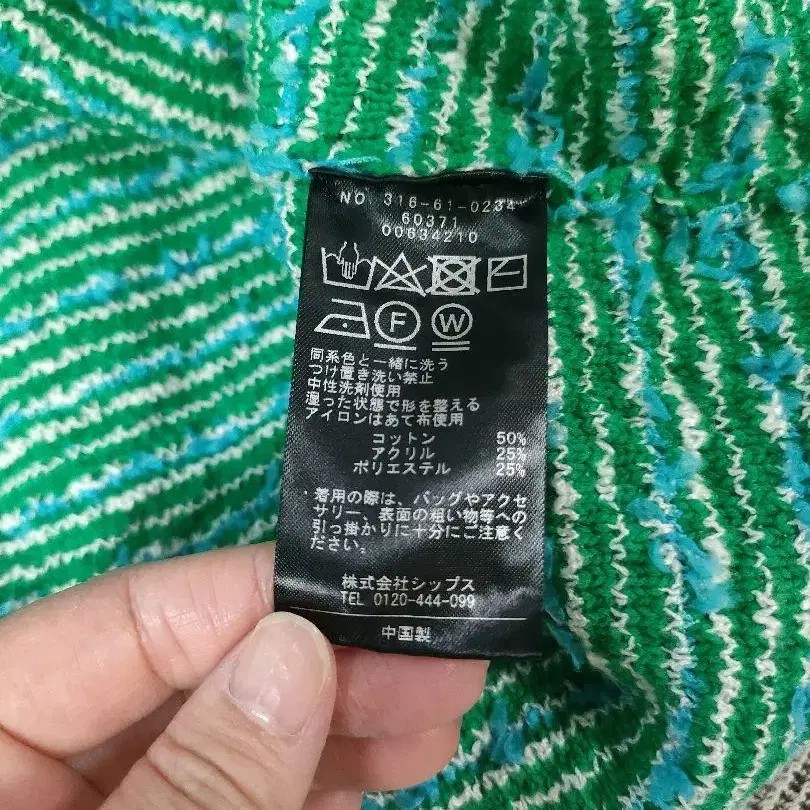 NO 316-61-0234
60371
00634210
F W
同系色と一緒に洗う
つけ置き洗い禁止
中性洗剤使用
湿った状態で形を整える
アイロンはあて布使用
コットン 50%
アクリル 25%
ポリエステル 25%
・着用の際は、バッグやアクセ
サリー、表面の粗い物等への
引っ掛かりに十分にご注意く
ださい。
株式会社シップス
TEL 0120-444-099
中国製